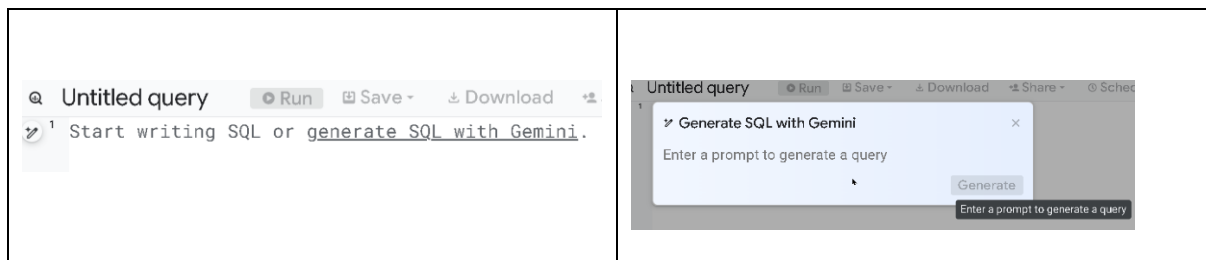 Untitled query Run Save Download
1 Start writing SQL or generate SQL with Gemini.
Untitled query Run Save Download Share Sched
1
Generate SQL with Gemini
Enter a prompt to generate a query
Generate
Enter a prompt to generate a query